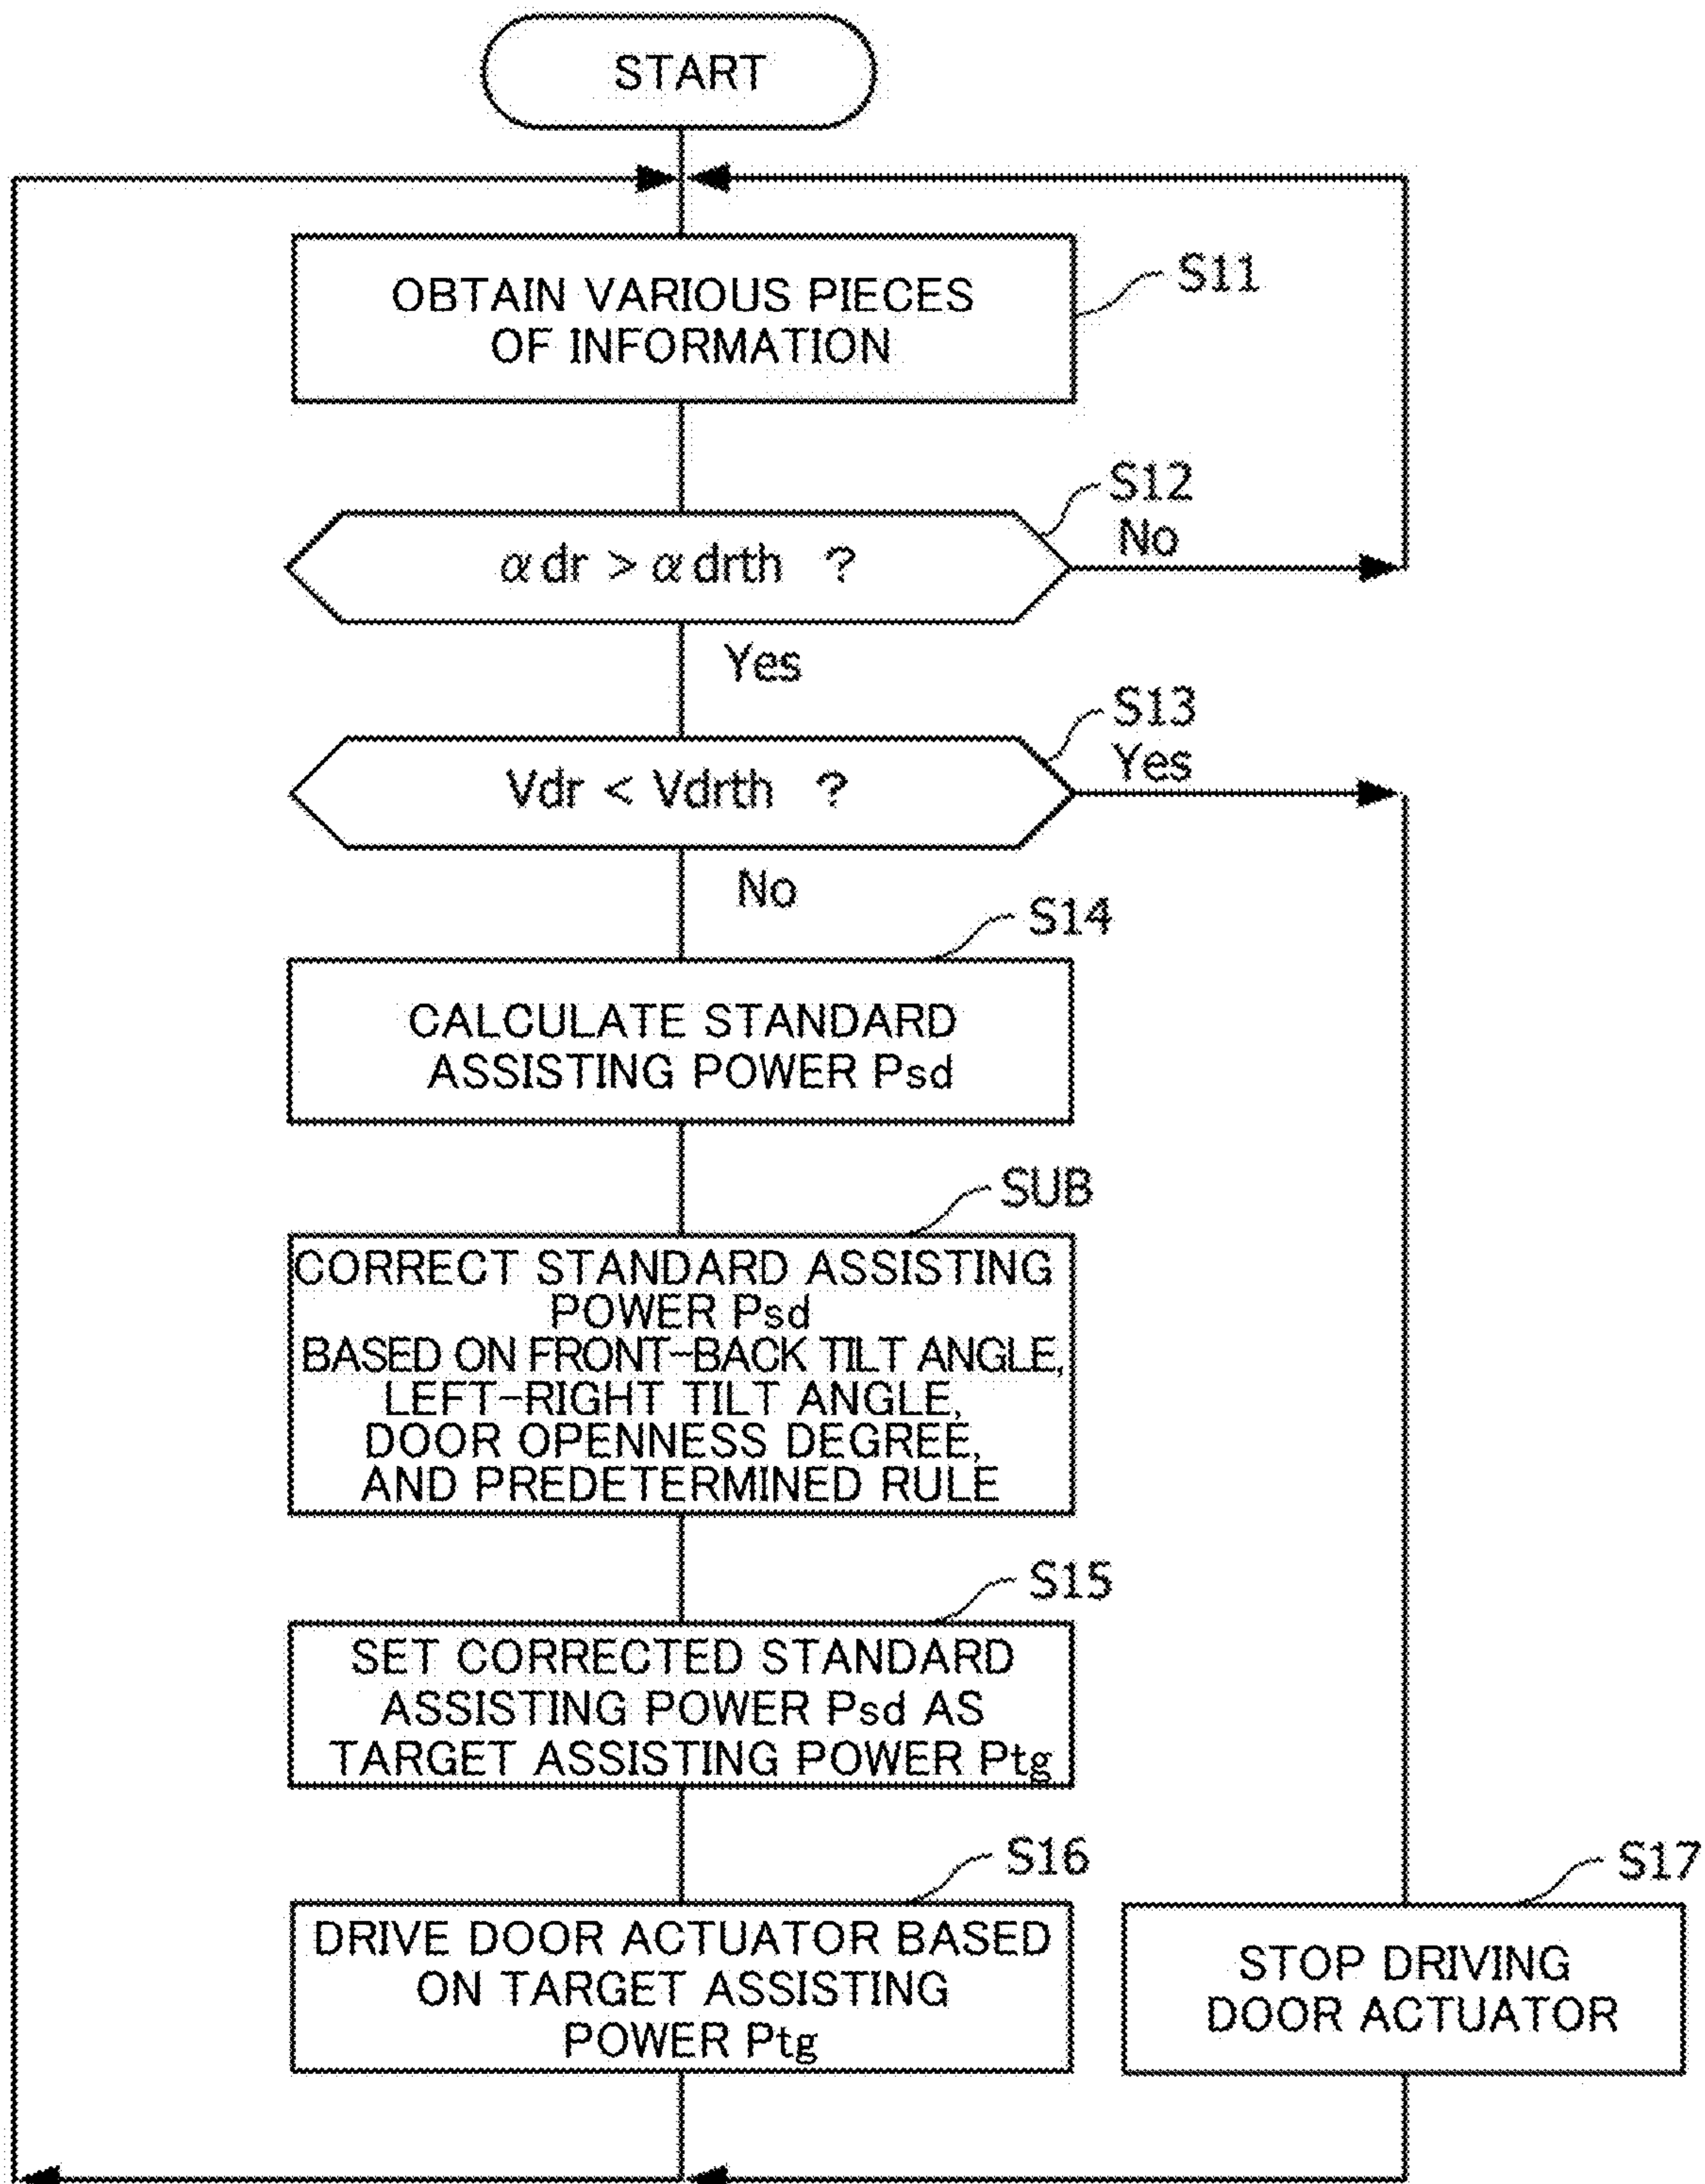 START
OBTAIN VARIOUS PIECES
OF INFORMATION
S11
αdr > αdrth ?
S12
No
Yes
Vdr < Vdrth ?
S13
Yes
No
S14
CALCULATE STANDARD
ASSISTING POWER Psd
SUB
CORRECT STANDARD ASSISTING
POWER Psd
BASED ON FRONT-BACK TILT ANGLE,
LEFT-RIGHT TILT ANGLE,
DOOR OPENNESS DEGREE,
AND PREDETERMINED RULE
S15
SET CORRECTED STANDARD
ASSISTING POWER Psd AS
TARGET ASSISTING POWER Ptg
S16
DRIVE DOOR ACTUATOR BASED
ON TARGET ASSISTING
POWER Ptg
S17
STOP DRIVING
DOOR ACTUATOR